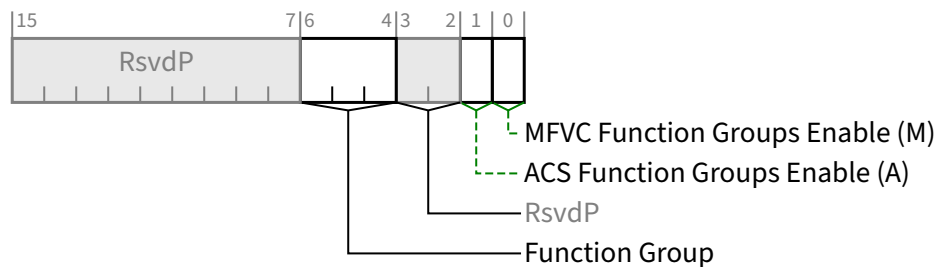 15 7 6 4 3 2 1 0
RsvdP
MFVC Function Groups Enable (M)
ACS Function Groups Enable (A)
RsvdP
Function Group